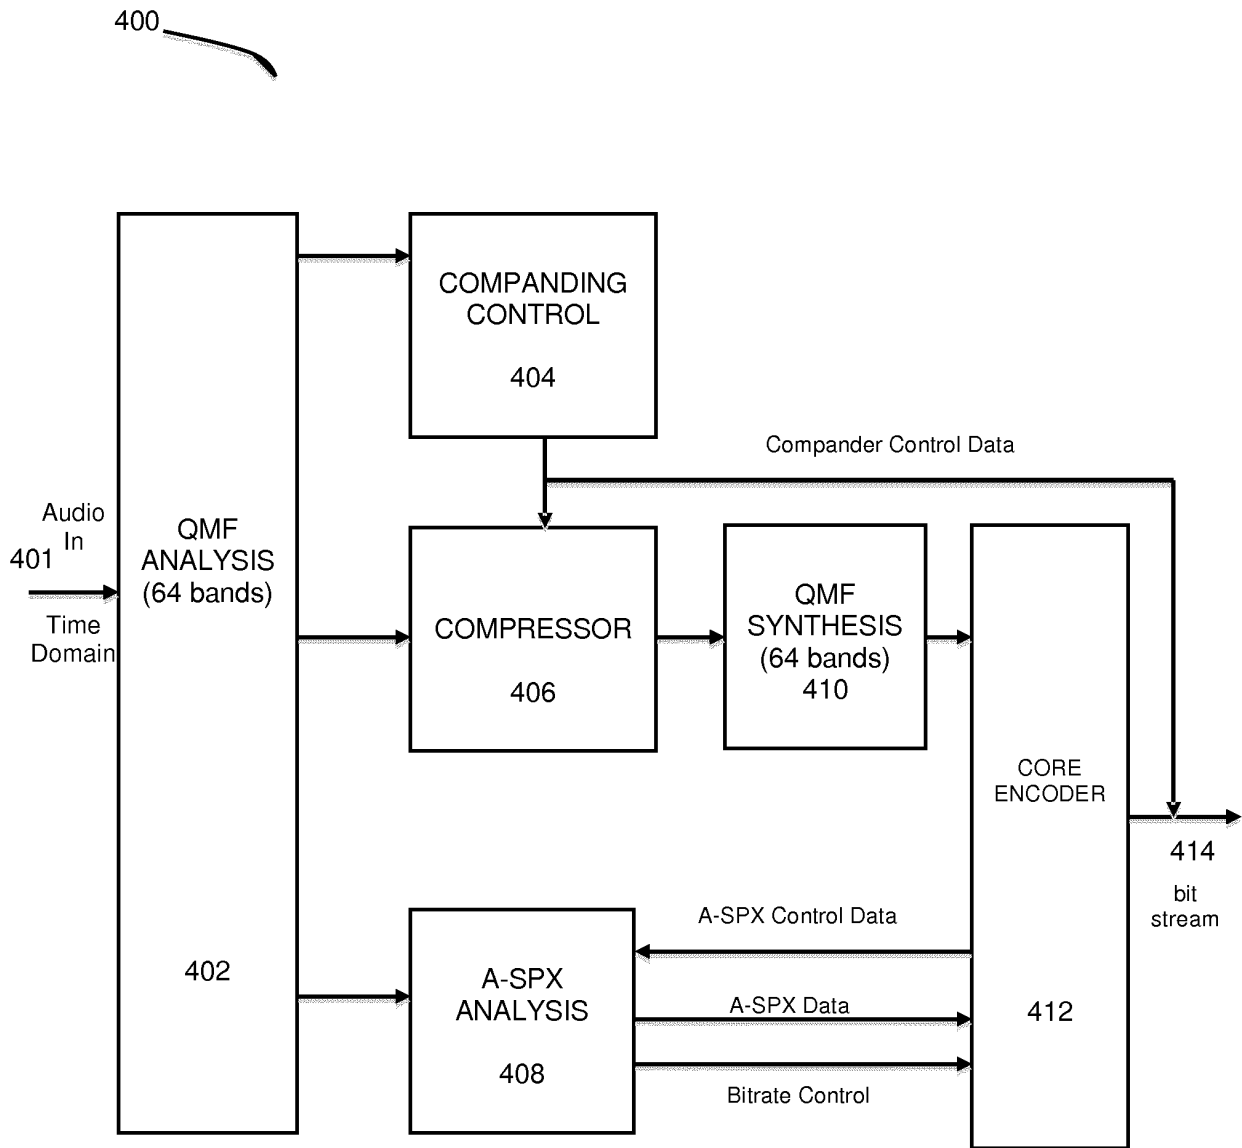 400
COMPANDING
CONTROL
404
Compander Control Data
Audio
In
401
Time
Domain
QMF
ANALYSIS
(64 bands)
402
COMPRESSOR
406
QMF
SYNTHESIS
(64 bands)
410
CORE
ENCODER
412
414
bit
stream
A-SPX
ANALYSIS
408
A-SPX Control Data
A-SPX Data
Bitrate Control